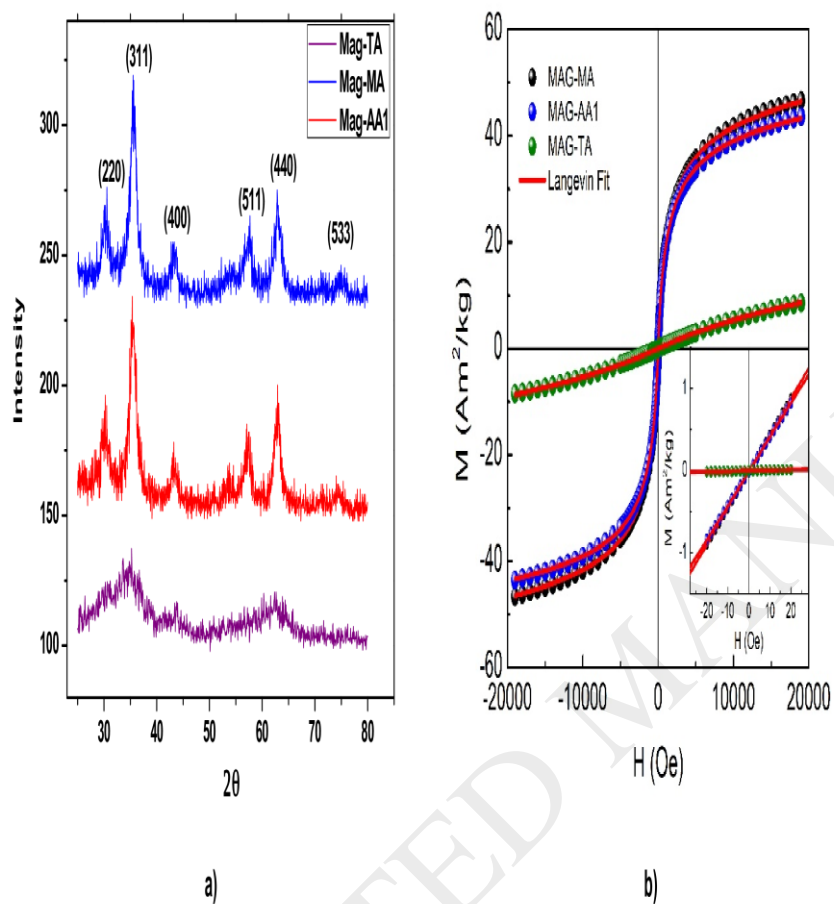 Mag-TA
Mag-MA
Mag-AA1
(311)
(220)
(400)
(511)
(440)
(533)
350
300
250
200
150
100
Intensity
30 40 50 60 70 80
2θ
a)
MAG-MA
MAG-AA1
MAG-TA
Langevin Fit
60
40
20
0
-20
-40
-60
M (Am²/kg)
-20000 -10000 0 10000 20000
H (Oe)
1
0
-1
M (Am²/kg)
-20 -10 0 10 20
H (Oe)
b)
TED MAN